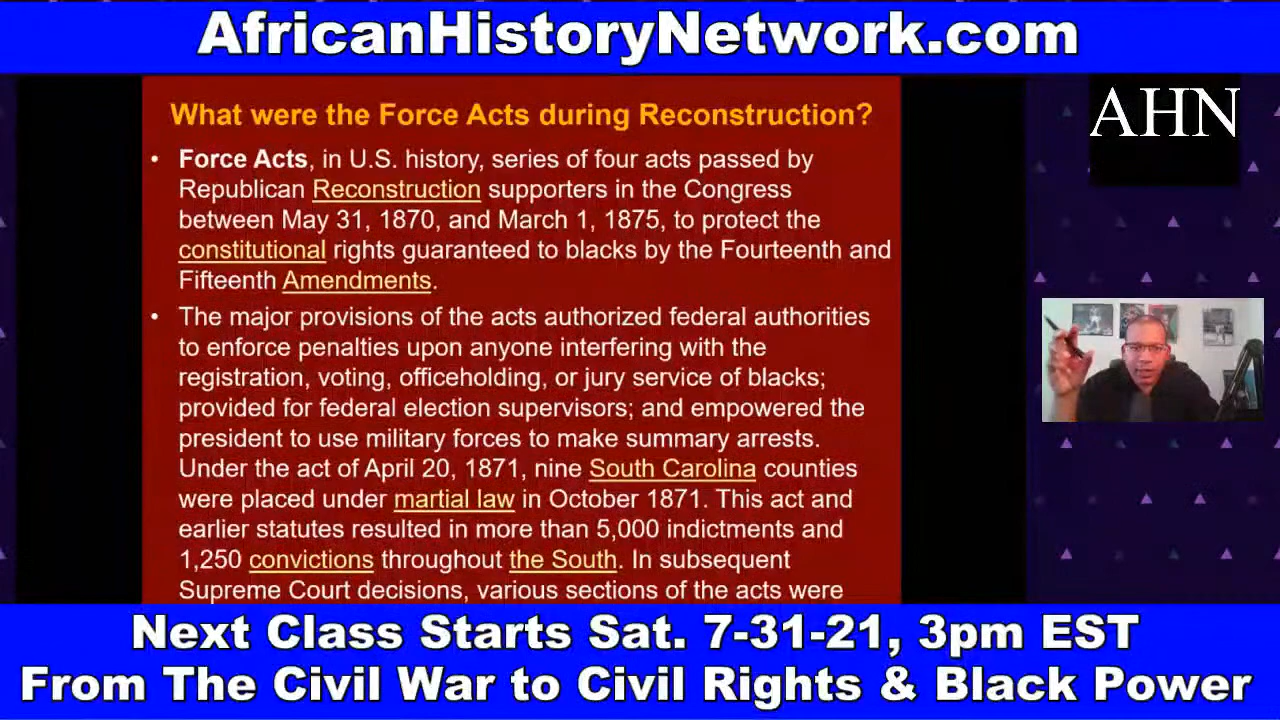 AfricanHistoryNetwork.com
AHN
What were the Force Acts during Reconstruction?
• Force Acts, in U.S. history, series of four acts passed by
Republican Reconstruction supporters in the Congress
between May 31, 1870, and March 1, 1875, to protect the
constitutional rights guaranteed to blacks by the Fourteenth and
Fifteenth Amendments.
• The major provisions of the acts authorized federal authorities
to enforce penalties upon anyone interfering with the
registration, voting, officeholding, or jury service of blacks;
provided for federal election supervisors; and empowered the
president to use military forces to make summary arrests.
Under the act of April 20, 1871, nine South Carolina counties
were placed under martial law in October 1871. This act and
earlier statutes resulted in more than 5,000 indictments and
1,250 convictions throughout the South. In subsequent
Supreme Court decisions, various sections of the acts were
Next Class Starts Sat. 7-31-21, 3pm EST
From The Civil War to Civil Rights & Black Power